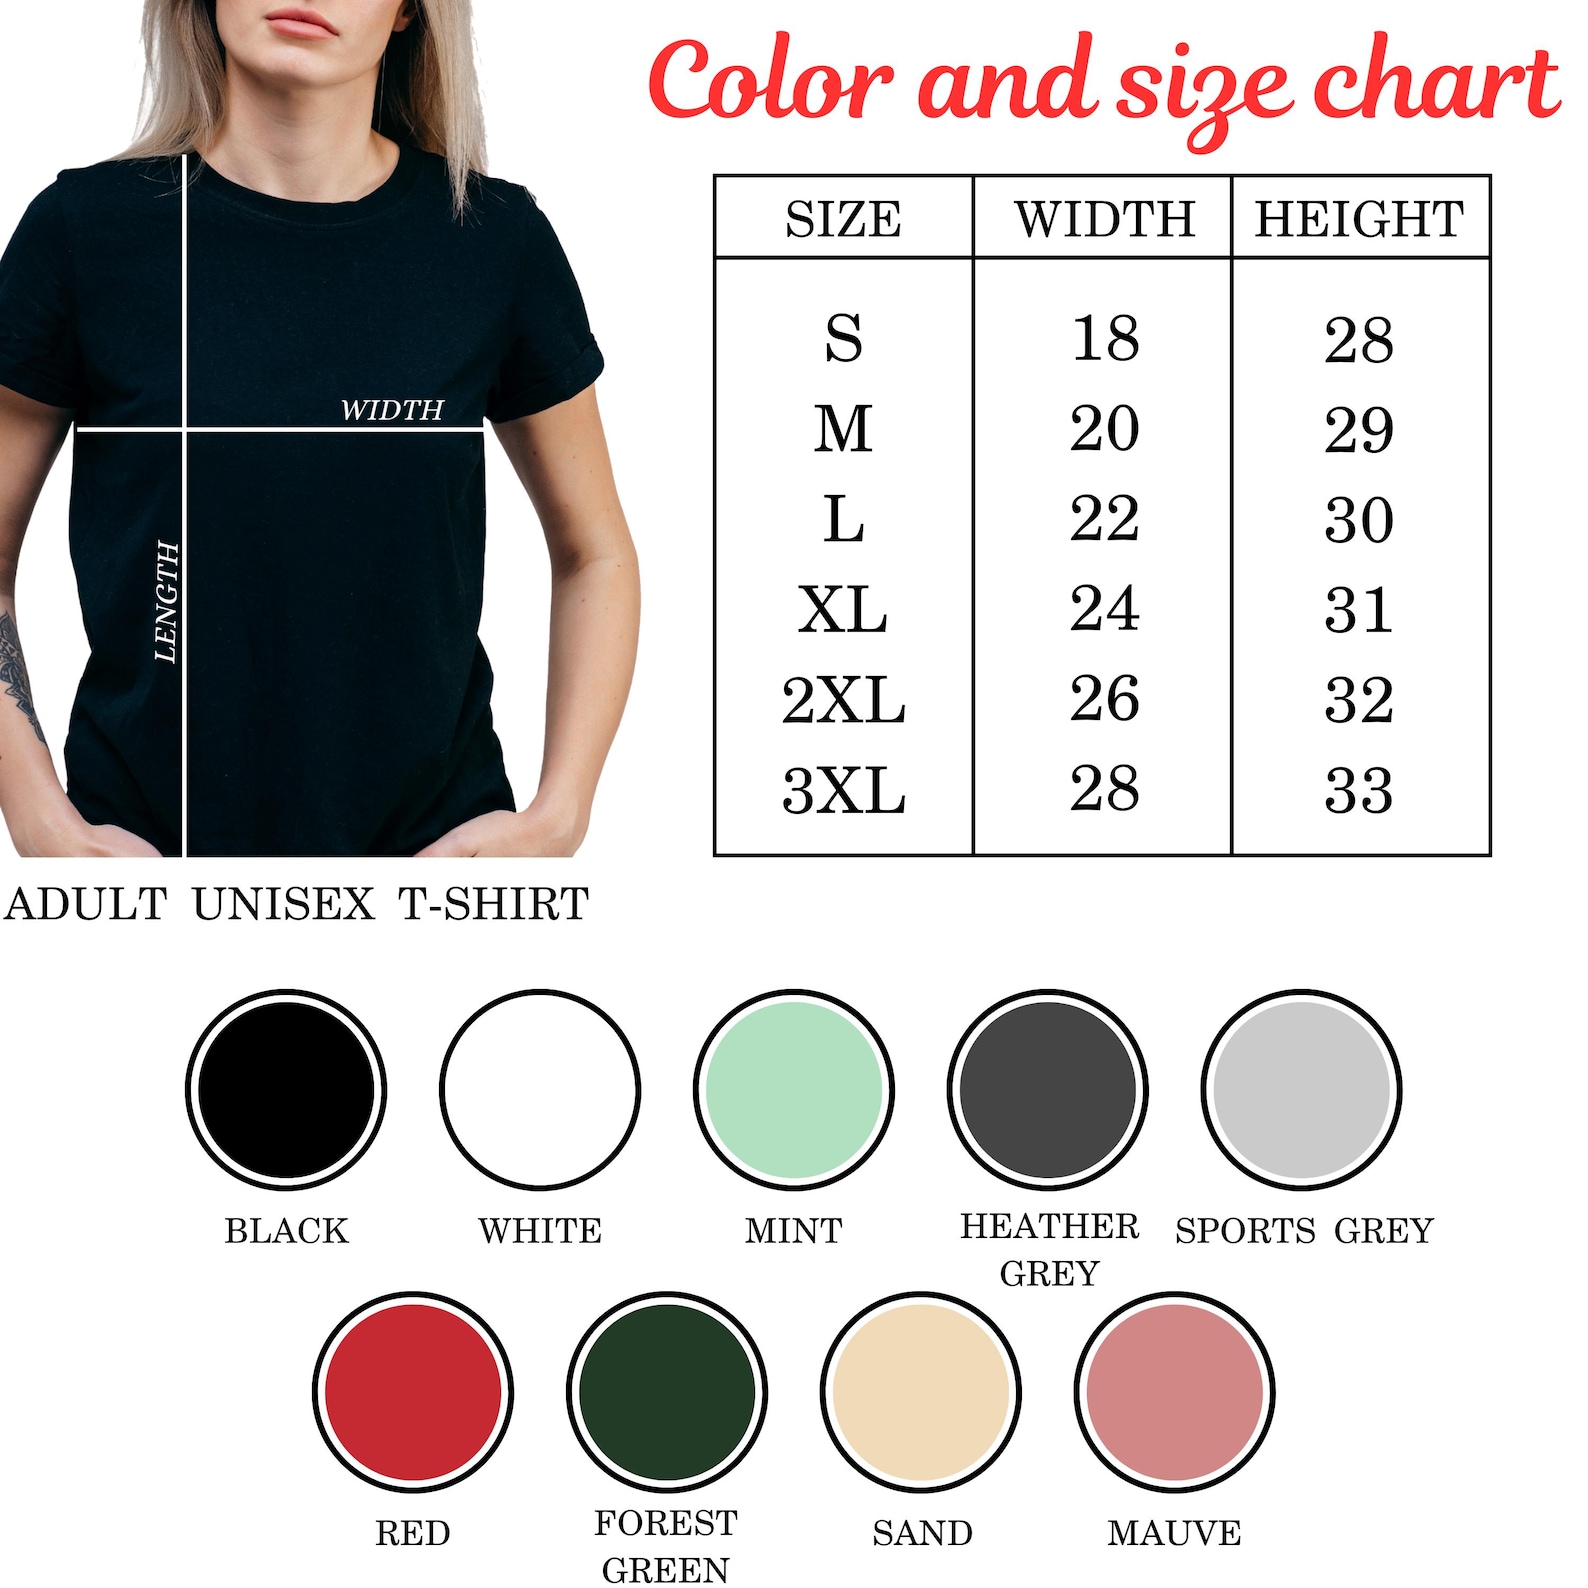 Color and size chart
SIZE WIDTH HEIGHT
S 18 28
M 20 29
L 22 30
XL 24 31
2XL 26 32
3XL 28 33
WIDTH
LENGTH
ADULT UNISEX T-SHIRT
BLACK
WHITE
MINT
HEATHER
GREY
SPORTS GREY
RED
FOREST
GREEN
SAND
MAUVE